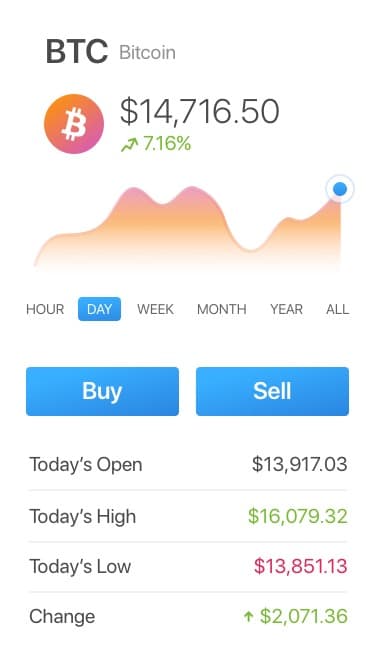 BTC Bitcoin
$14,716.50
7.16%
HOUR DAY WEEK MONTH YEAR ALL
Buy Sell
Today's Open $13,917.03
Today's High $16,079.32
Today's Low $13,851.13
Change $2,071.36